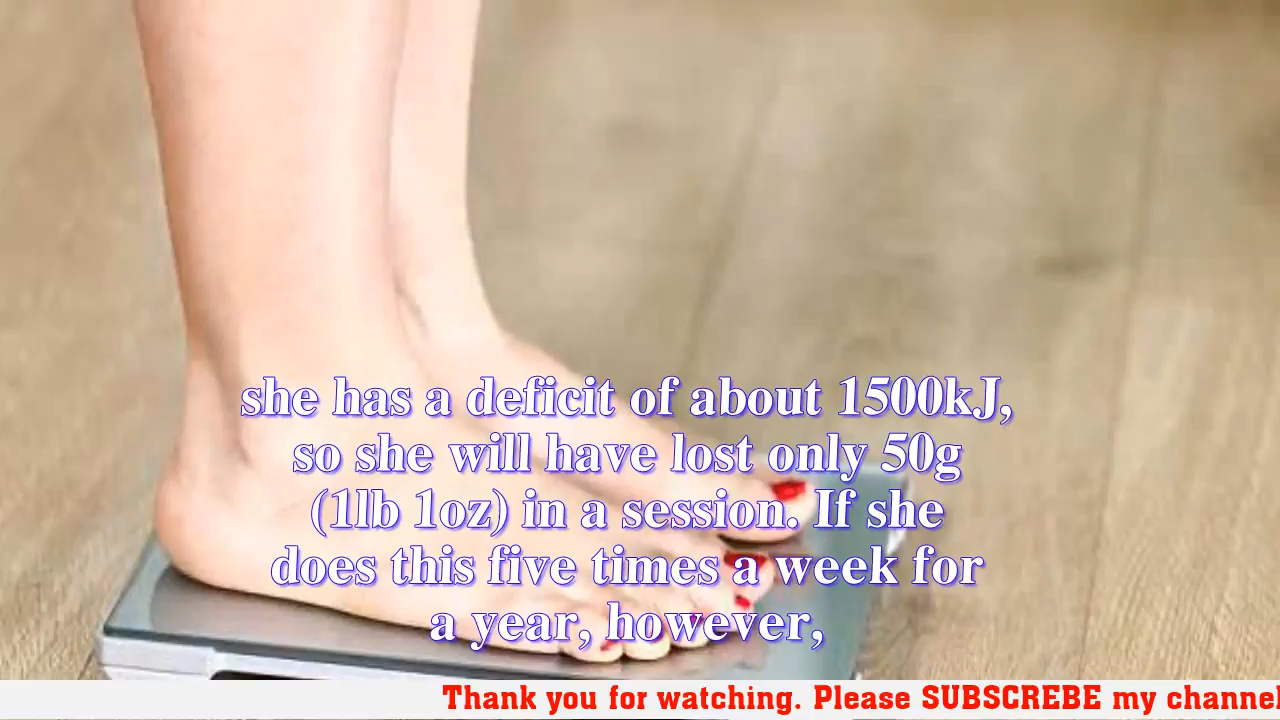 she has a deficit of about 1500kJ,
so she will have lost only 50g
(1lb 1oz) in a session. If she
does this five times a week for
a year, however,
Thank you for watching. Please SUBSCREBE my channel